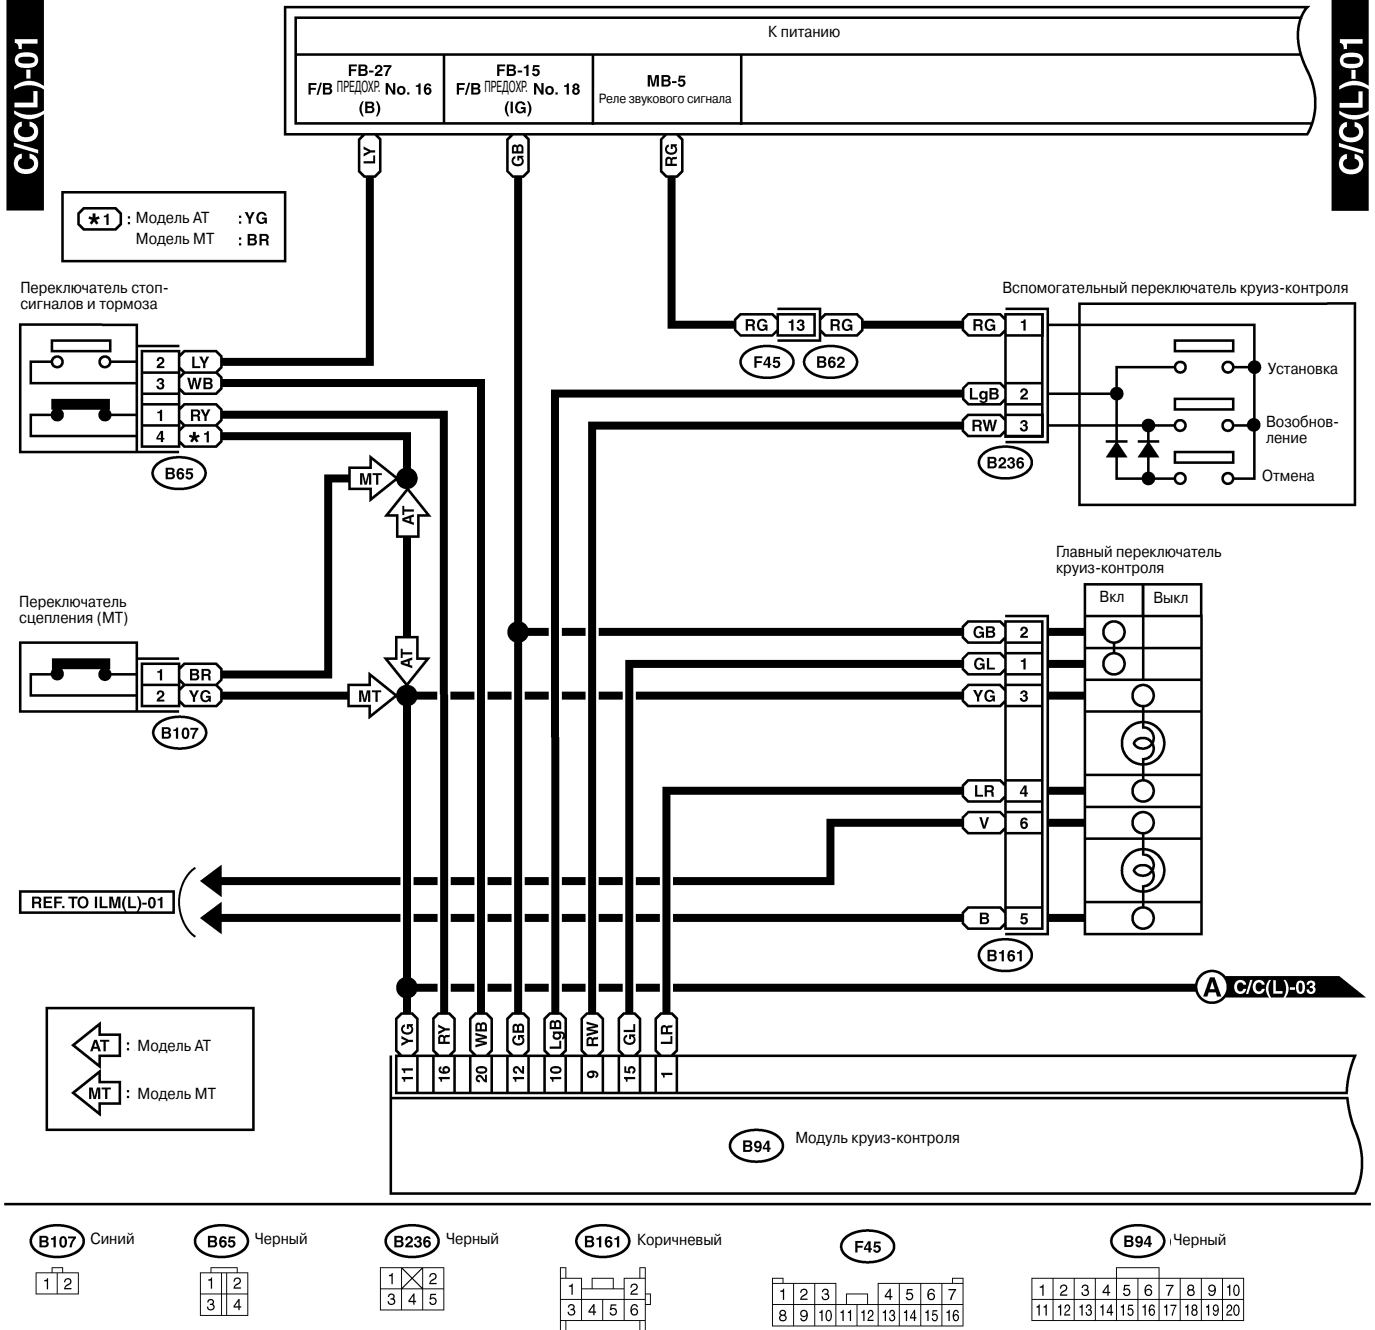 C/C(L)-01
C/C(L)-01
К питанию
FB-27
F/B ПРЕДОХР. No. 16
(B)
FB-15
F/B ПРЕДОХР. No. 18
(IG)
MB-5
Реле звукового сигнала
LY
GB
RG
*1 : Модель AT : YG
Модель MT : BR
Переключатель стоп-
сигналов и тормоза
2 LY
3 WB
1 RY
4 *1
B65
RG 13 RG
F45 B62
Вспомогательный переключатель круиз-контроля
RG 1
LgB 2
RW 3
B236
Установка
Возобнов-
ление
Отмена
MT
AT
Переключатель
сцепления (MT)
1 BR
2 YG
B107
AT
MT
Главный переключатель
круиз-контроля
Вкл Выкл
GB 2
GL 1
YG 3
LR 4
V 6
B 5
B161
REF. TO ILM(L)-01
A C/C(L)-03
AT : Модель AT
MT : Модель MT
YG RY WB GB LgB RW GL LR
11 16 20 12 10 9 15 1
B94 Модуль круиз-контроля
B107 Синий
1 2
B65 Черный
1 2
3 4
B236 Черный
1 2
3 4 5
B161 Коричневый
1 2
3 4 5 6
F45
1 2 3 4 5 6 7
8 9 10 11 12 13 14 15 16
B94 Черный
1 2 3 4 5 6 7 8 9 10
11 12 13 14 15 16 17 18 19 20